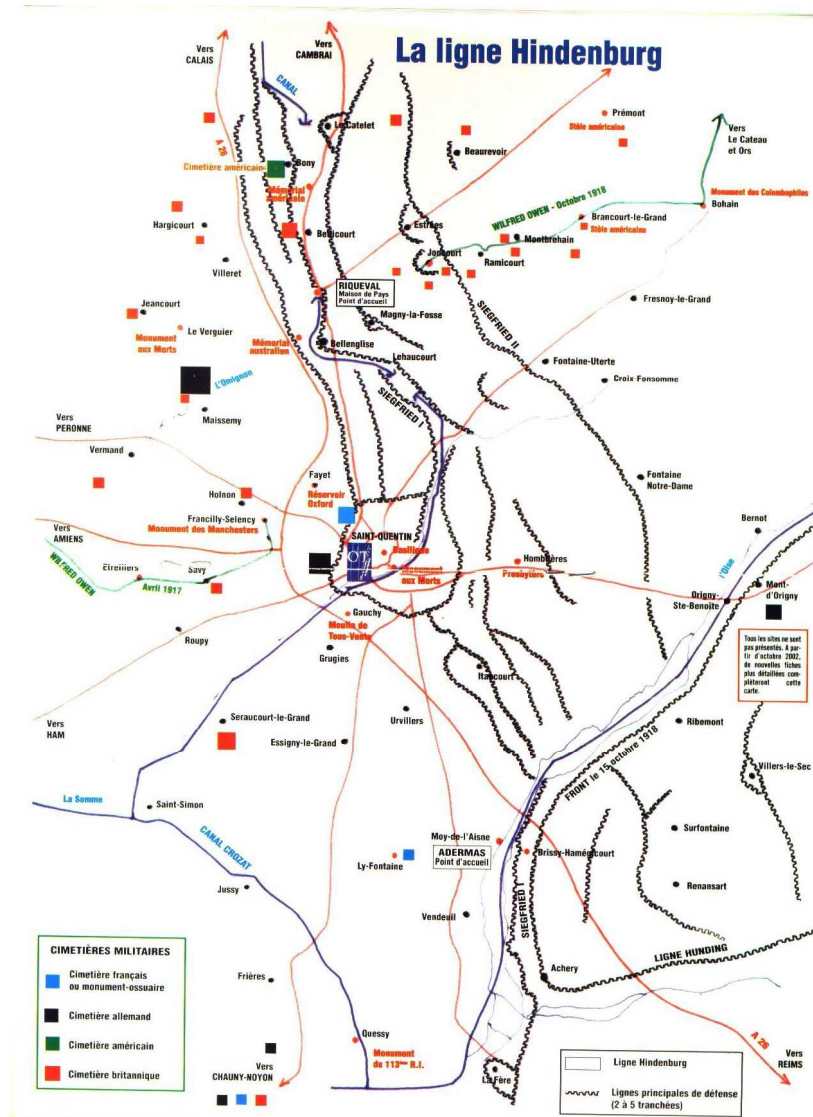 La ligne Hindenburg
Vers
CALAIS
Vers
CAMBRAI
CANAL
A 26
Le Catelet
Prémont
Stèle américaine
Vers
Le Cateau
et Ors
Beaurevoir
Cimetière américain
Bony
Mémorial
américain
Monument des Colombophiles
Bohain
WILFRED OWEN - Octobre 1918
Brancourt-le-Grand
Stèle américaine
Hargicourt
Bellicourt
Estrées
Montbrehain
Joncourt
Ramicourt
Villeret
RIQUEVAL
Maison de Pays
Point d'accueil
Fresnoy-le-Grand
Jeancourt
Magny-la-Fosse
SIEGFRIED II
Le Verguier
Monument
aux Morts
Mémorial
australien
Bellenglise
Lehaucourt
Fontaine-Uterte
L'Omignon
Croix-Fonsomme
SIEGFRIED I
Maissemy
Vers
PERONNE
Vermand
Fayet
Réservoir
Oxford
Fontaine
Notre-Dame
Holnon
Francilly-Selency
Monument des Manchesters
SAINT-QUENTIN
Bernot
Vers
AMIENS
OT
Basilique
Monument
aux Morts
Homblières
Presbytère
l'Oise
WILFRED OWEN
Etreillers
Avril 1917
Savy
Origny-
Ste-Benoîte
Mont-
d'Origny
Gauchy
Moulin de
Tous-Vents
Roupy
Grugies
Itancourt
Tous les sites ne sont
pas présentés. A par-
tir d'octobre 2002,
de nouvelles fiches
plus détaillées com-
plèteront cette
carte.
Vers
HAM
Seraucourt-le-Grand
Urvillers
Essigny-le-Grand
Ribemont
FRONT le 15 octobre 1918
Villers-le-Sec
La Somme
Saint-Simon
CANAL CROZAT
Moy-de-l'Aisne
ADERMAS
Point d'accueil
Surfontaine
Ly-Fontaine
Brissy-Hamégicourt
Jussy
Renansart
Vendeuil
SIEGFRIED I
LIGNE HUNDING
Achery
CIMETIÈRES MILITAIRES
Cimetière français
ou monument-ossuaire
Cimetière allemand
Cimetière américain
Cimetière britannique
Frières
Quessy
Monument
du 113ème R.I.
Vers
CHAUNY-NOYON
La Fère
A 26
Vers
REIMS
Ligne Hindenburg
Lignes principales de défense
(2 à 5 tranchées)